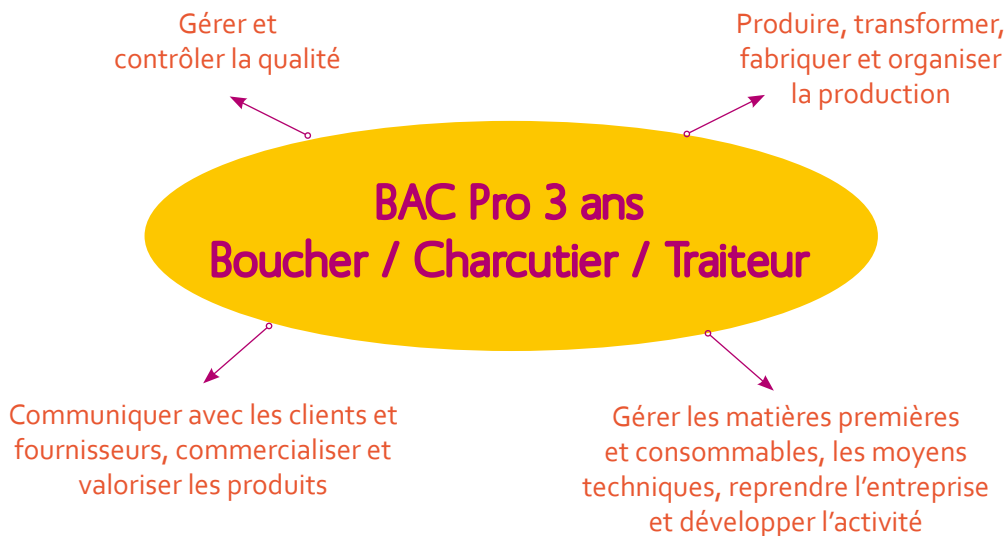 Gérer et
contrôler la qualité
Produire, transformer,
fabriquer et organiser
la production
BAC Pro 3 ans
Boucher / Charcutier / Traiteur
Communiquer avec les clients et
fournisseurs, commercialiser et
valoriser les produits
Gérer les matières premières
et consommables, les moyens
techniques, reprendre l’entreprise
et développer l’activité